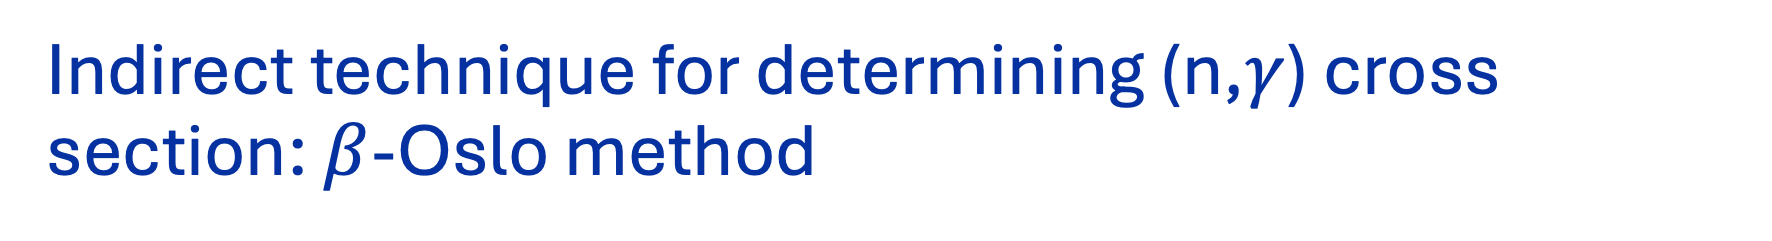 Indirect technique for determining (n,γ) cross
section: β-Oslo method